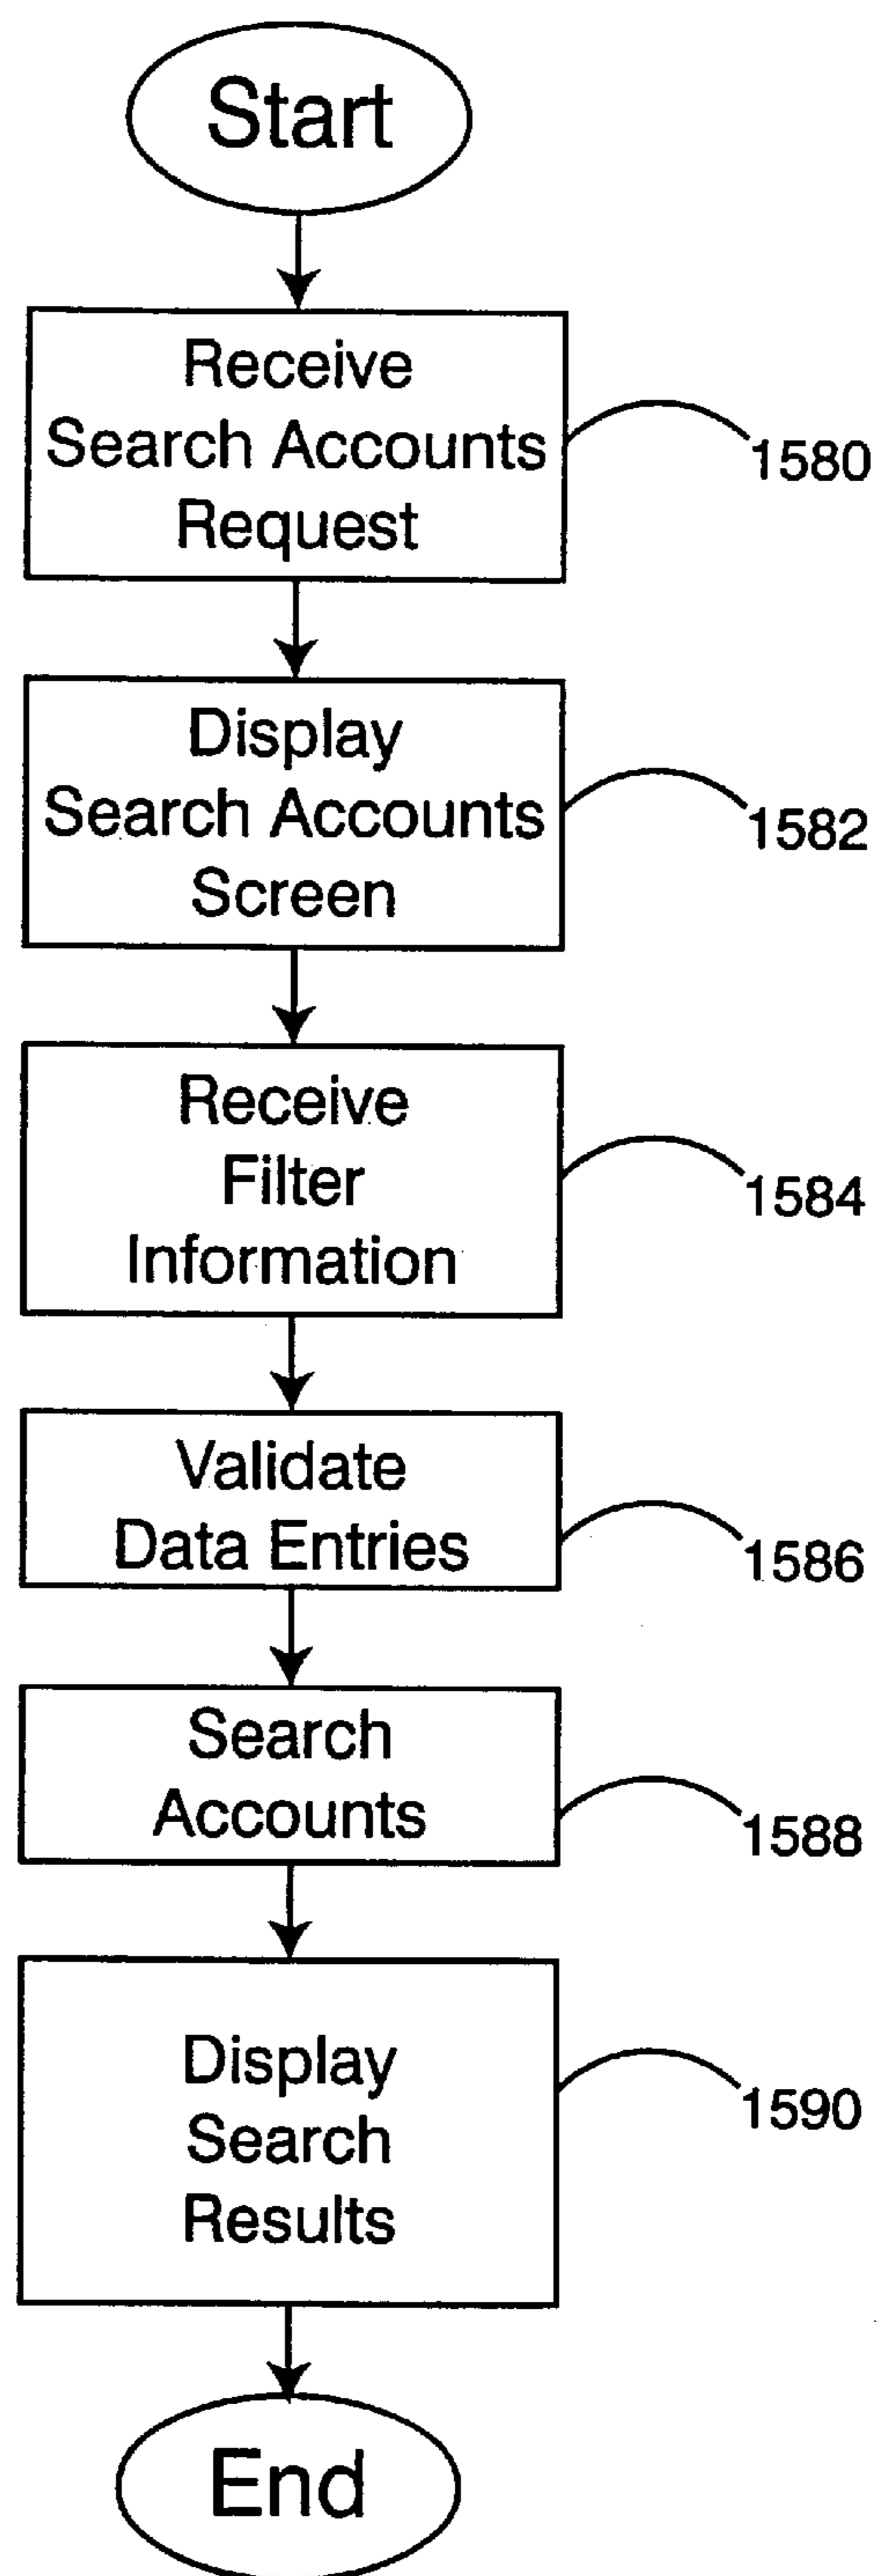 Start
Receive
Search Accounts
Request
1580
Display
Search Accounts
Screen
1582
Receive
Filter
Information
1584
Validate
Data Entries
1586
Search
Accounts
1588
Display
Search
Results
1590
End